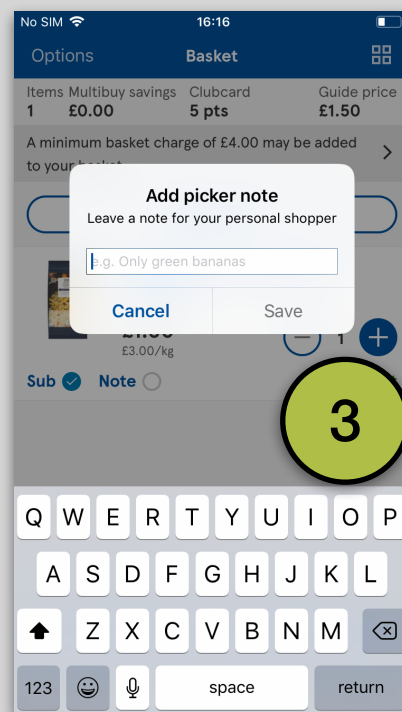 No SIM 16:16
Options Basket
Items Multibuy savings Clubcard Guide price
1 £0.00 5 pts £1.50
A minimum basket charge of £4.00 may be added
to your basket
Add picker note
Leave a note for your personal shopper
e.g. Only green bananas
Cancel Save
1
£3.00/kg
Sub Note
3
Q W E R T Y U I O P
A S D F G H J K L
Z X C V B N M
123 space return